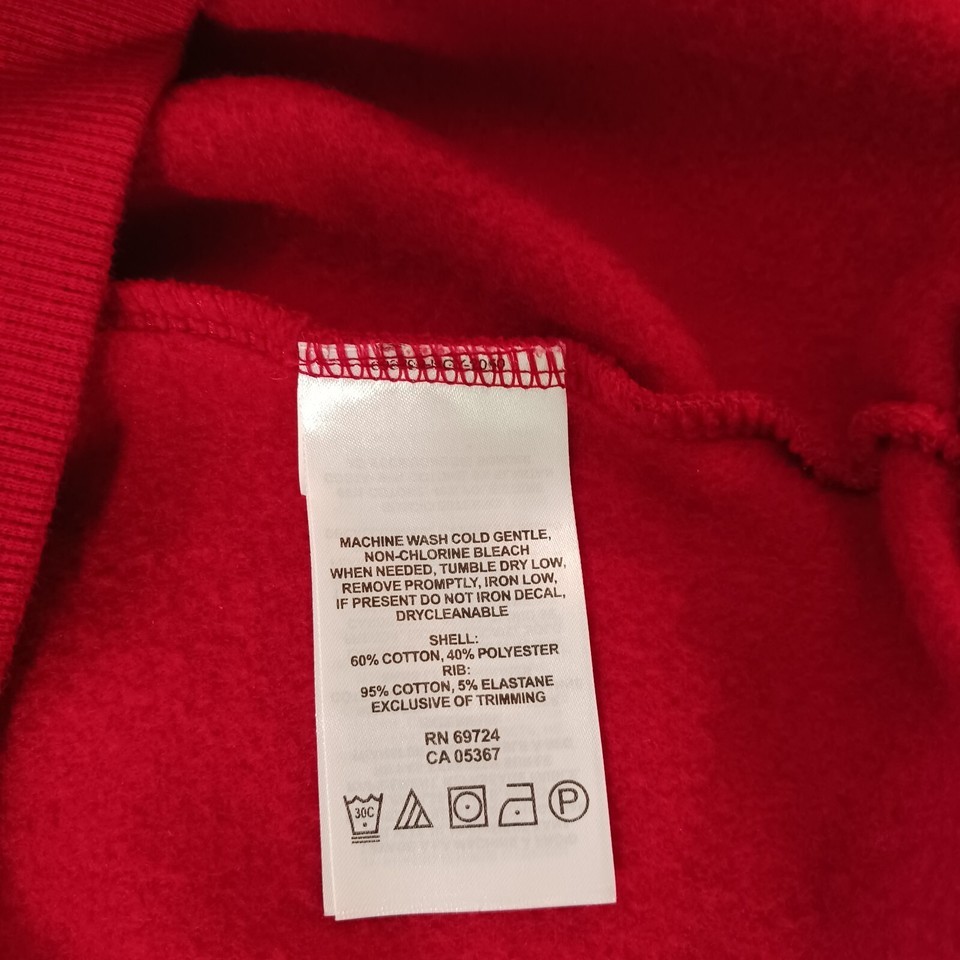 MACHINE WASH COLD GENTLE,
NON-CHLORINE BLEACH
WHEN NEEDED, TUMBLE DRY LOW,
REMOVE PROMPTLY, IRON LOW,
IF PRESENT DO NOT IRON DECAL,
DRYCLEANABLE
SHELL:
60% COTTON, 40% POLYESTER
RIB:
95% COTTON, 5% ELASTANE
EXCLUSIVE OF TRIMMING
RN 69724
CA 05367
30C
P